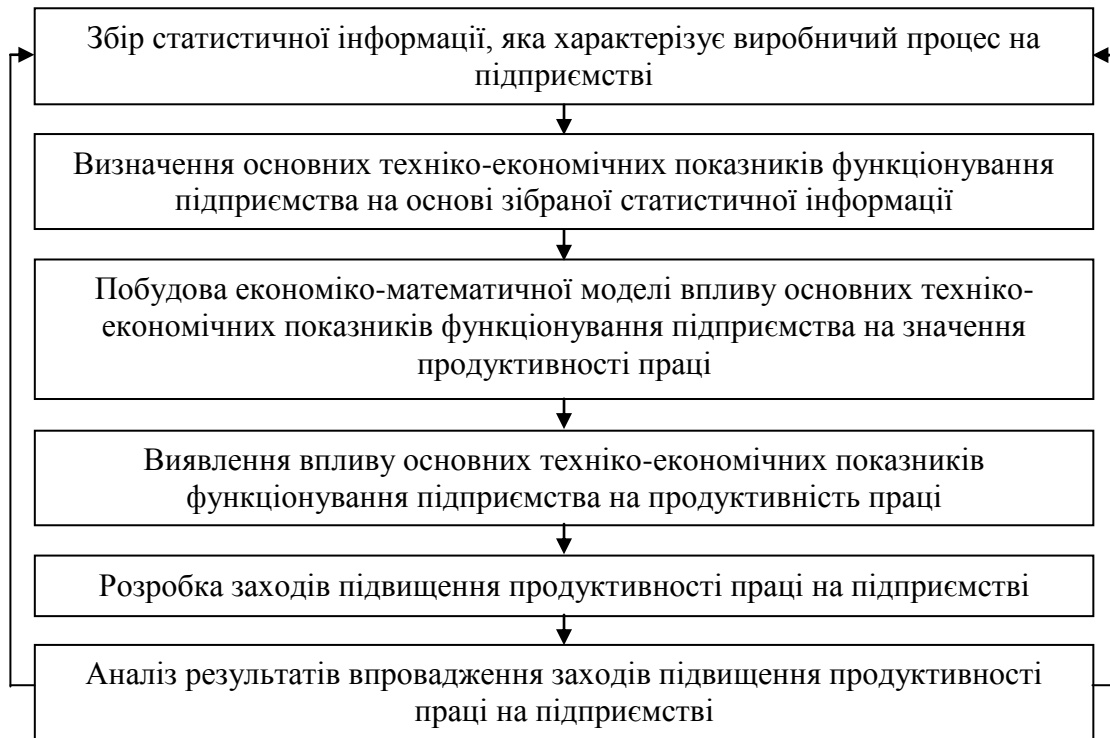 Збір статистичної інформації, яка характерізує виробничий процес на
підприємстві
Визначення основних техніко-економічних показників функціонування
підприємства на основі зібраної статистичної інформації
Побудова економіко-математичної моделі впливу основних техніко-
економічних показників функціонування підприємства на значення
продуктивності праці
Виявлення впливу основних техніко-економічних показників
функціонування підприємства на продуктивність праці
Розробка заходів підвищення продуктивності праці на підприємстві
Аналіз результатів впровадження заходів підвищення продуктивності
праці на підприємстві